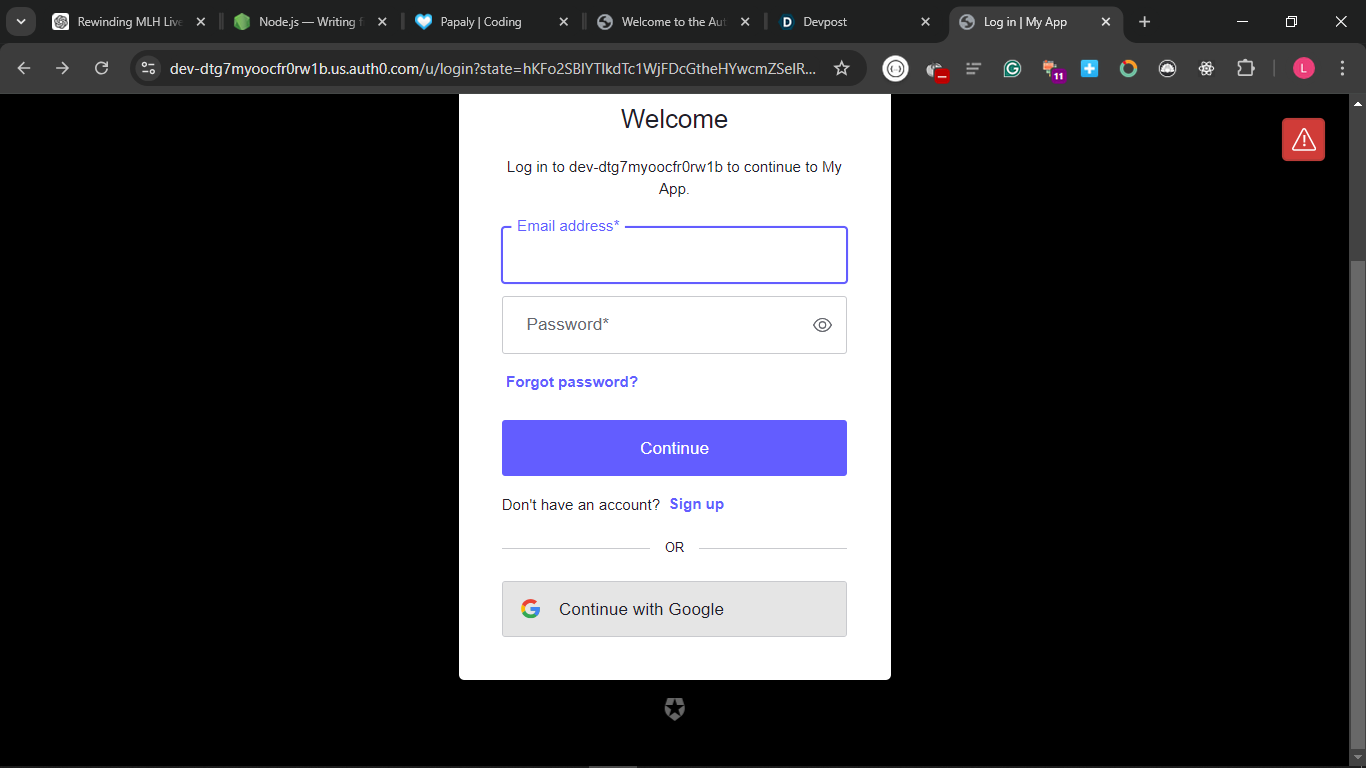 Rewinding MLH Live
Node.js — Writing f
Papaly | Coding
Welcome to the Aut
Devpost
Log in | My App
dev-dtg7myoocfr0rw1b.us.auth0.com/u/login?state=hKFo2SBlYTlkdTc1WjFDcGtheHYwcmZSelR...
11
L
Welcome
Log in to dev-dtg7myoocfr0rw1b to continue to My
App.
Email address*
Password*
Forgot password?
Continue
Don't have an account? Sign up
OR
Continue with Google